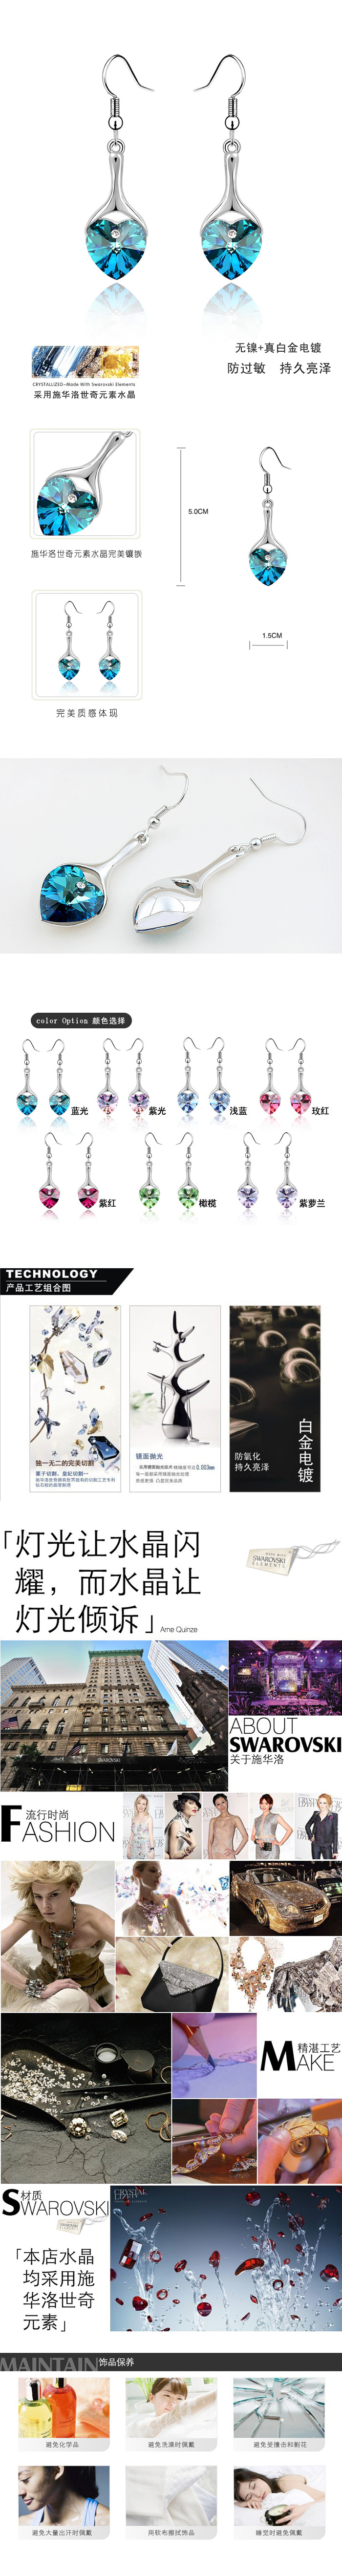 无镍+真白金电镀
防过敏 持久亮泽
CRYSTALLIZED-Made With Swarovski Elements
采用施华洛世奇元素水晶
5.0CM
施华洛世奇元素水晶完美镶嵌
1.5CM
完美质感体现
color Option 颜色选择
蓝光
紫光
浅蓝
玫红
紫红
橄榄
紫萝兰
TECHNOLOGY
产品工艺组合图
独一无二的完美切割
镜面抛光
防氧化
持久亮泽
白金电镀
「灯光让水晶闪
耀，而水晶让
灯光倾诉」Arne Quinze
SWAROVSKI
ELEMENTS
SWAROVSKI
ABOUT
SWAROVSKI
关于施华洛
流行时尚
FASHION
精湛工艺
MAKE
材质
SWAROVSKI
「本店水晶
均采用施
华洛世奇
元素」
MAINTAIN 饰品保养
避免化学品
避免洗澡时佩戴
避免受撞击和割花
避免大量出汗时佩戴
用软布擦拭饰品
睡觉时避免佩戴